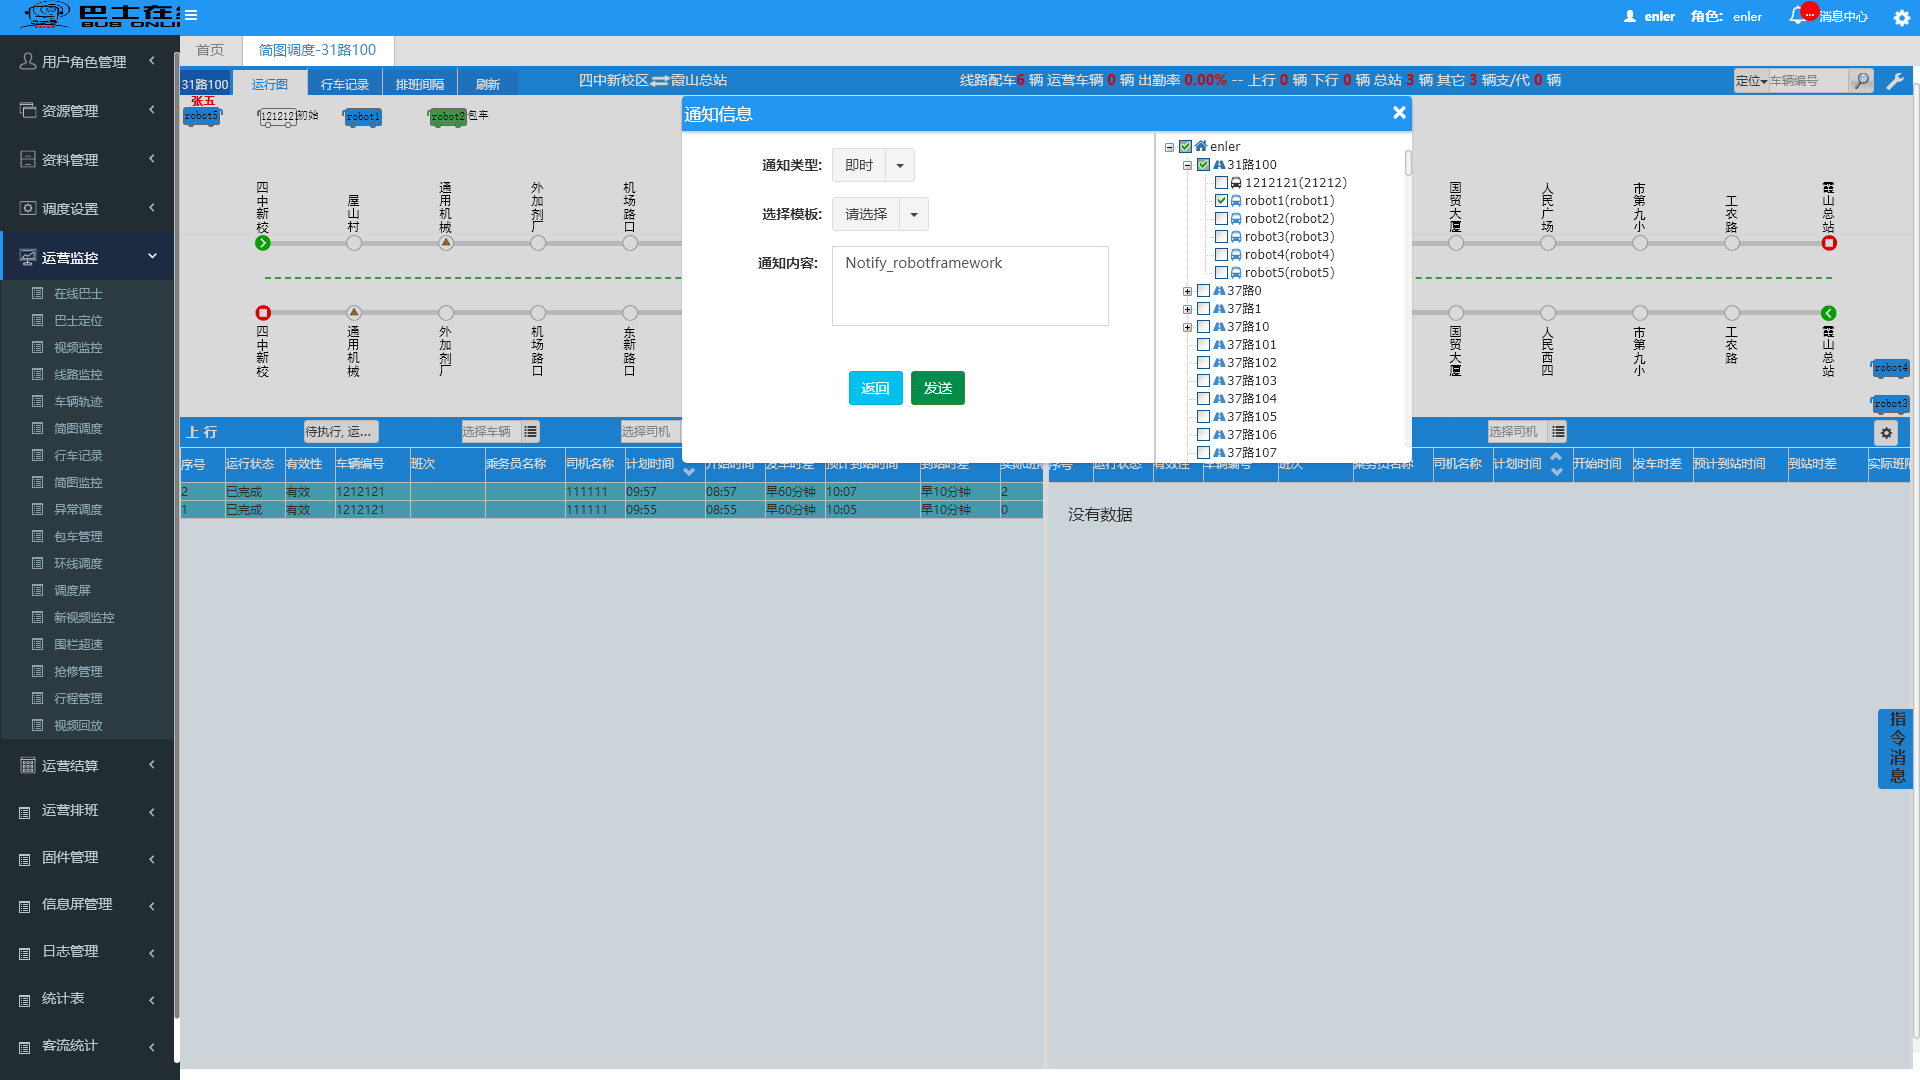 巴士在
BUS ONLI
enler
角色:
enler
...
消息中心
用户角色管理
资源管理
资料管理
调度设置
运营监控
在线巴士
巴士定位
视频监控
线路监控
车辆轨迹
简图调度
行车记录
简图监控
异常调度
包车管理
环线调度
调度屏
新视频监控
围栏超速
抢修管理
行程管理
视频回放
运营结算
运营排班
固件管理
信息屏管理
日志管理
统计表
客流统计
首页
简图调度-31路100
31路100
运行图
行车记录
排班间隔
刷新
四中新校区
霞山总站
线路配车6 辆 运营车辆 0 辆 出勤率 0.00% -- 上行 0 辆 下行 0 辆 总站 3 辆 其它 3 辆支/代 0 辆
定位
车辆编号
张五
robot5
1212121
初始
robot1
robot2
包车
四中新校
屋山村
通用机械
外加剂厂
机场路口
国贸大厦
人民广场
市第九小
工农路
霞山总站
四中新校
通用机械
外加剂厂
机场路口
东新路口
国贸大厦
人民西四
市第九小
工农路
霞山总站
robot4
robot3
通知信息
通知类型:
即时
选择模板:
请选择
通知内容:
Notify_robotframework
返回
发送
enler
31路100
1212121(21212)
robot1(robot1)
robot2(robot2)
robot3(robot3)
robot4(robot4)
robot5(robot5)
37路0
37路1
37路10
37路101
37路102
37路103
37路104
37路105
37路106
37路107
上 行
待执行, 运...
选择车辆
选择司机
选择司机
序号 运行状态 有效性 车辆编号 班次 乘务员名称 司机名称 计划时间 开始时间 发车时差 预计到站时间 到站时差 实际班
2 已完成 有效 1212121 111111 09:57 08:57 早60分钟 10:07 早10分钟 2
1 已完成 有效 1212121 111111 09:55 08:55 早60分钟 10:05 早10分钟 0
序号 运行状态 有效性 车辆编号 班次 乘务员名称 司机名称 计划时间 开始时间 发车时差 预计到站时间 到站时差 实际班
没有数据
指令消息